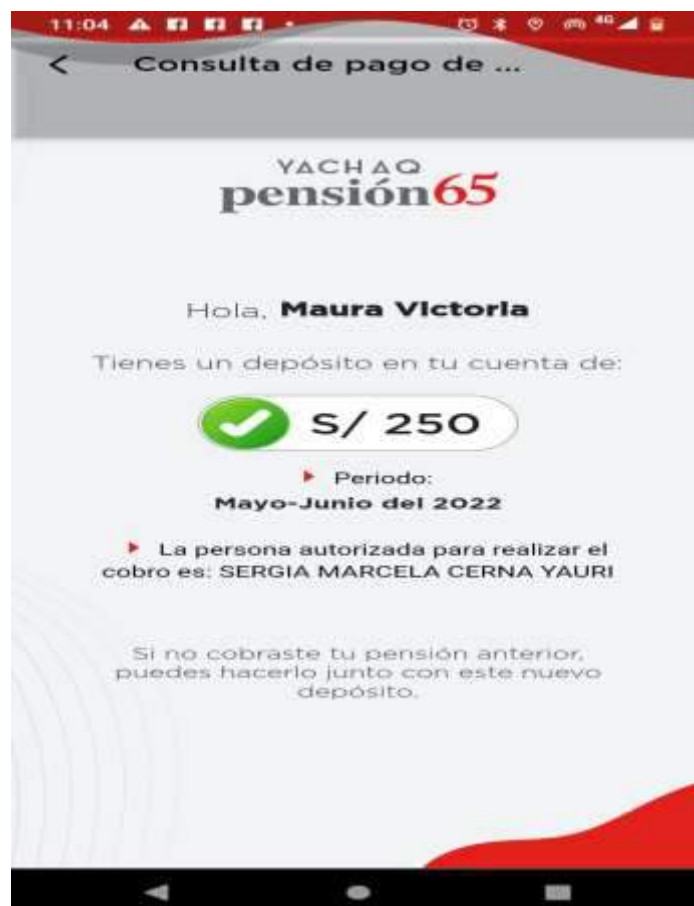 11:04
Consulta de pago de ...
YACHAQ
pensión65
Hola, Maura Victoria
Tienes un depósito en tu cuenta de:
S/ 250
Periodo:
Mayo-Junio del 2022
La persona autorizada para realizar el
cobro es: SERGIA MARCELA CERNA YAURI
Si no cobraste tu pensión anterior,
puedes hacerlo junto con este nuevo
depósito.